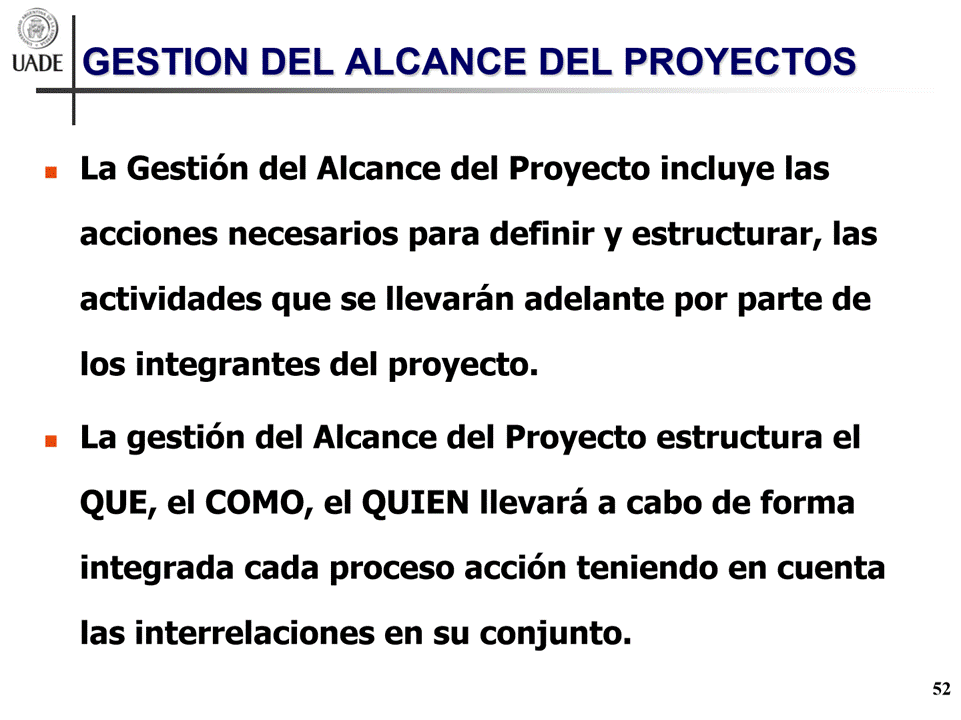 UADE
GESTION DEL ALCANCE DEL PROYECTOS
La Gestión del Alcance del Proyecto incluye las
acciones necesarios para definir y estructurar, las
actividades que se llevarán adelante por parte de
los integrantes del proyecto.
La gestión del Alcance del Proyecto estructura el
QUE, el COMO, el QUIEN llevará a cabo de forma
integrada cada proceso acción teniendo en cuenta
las interrelaciones en su conjunto.
52